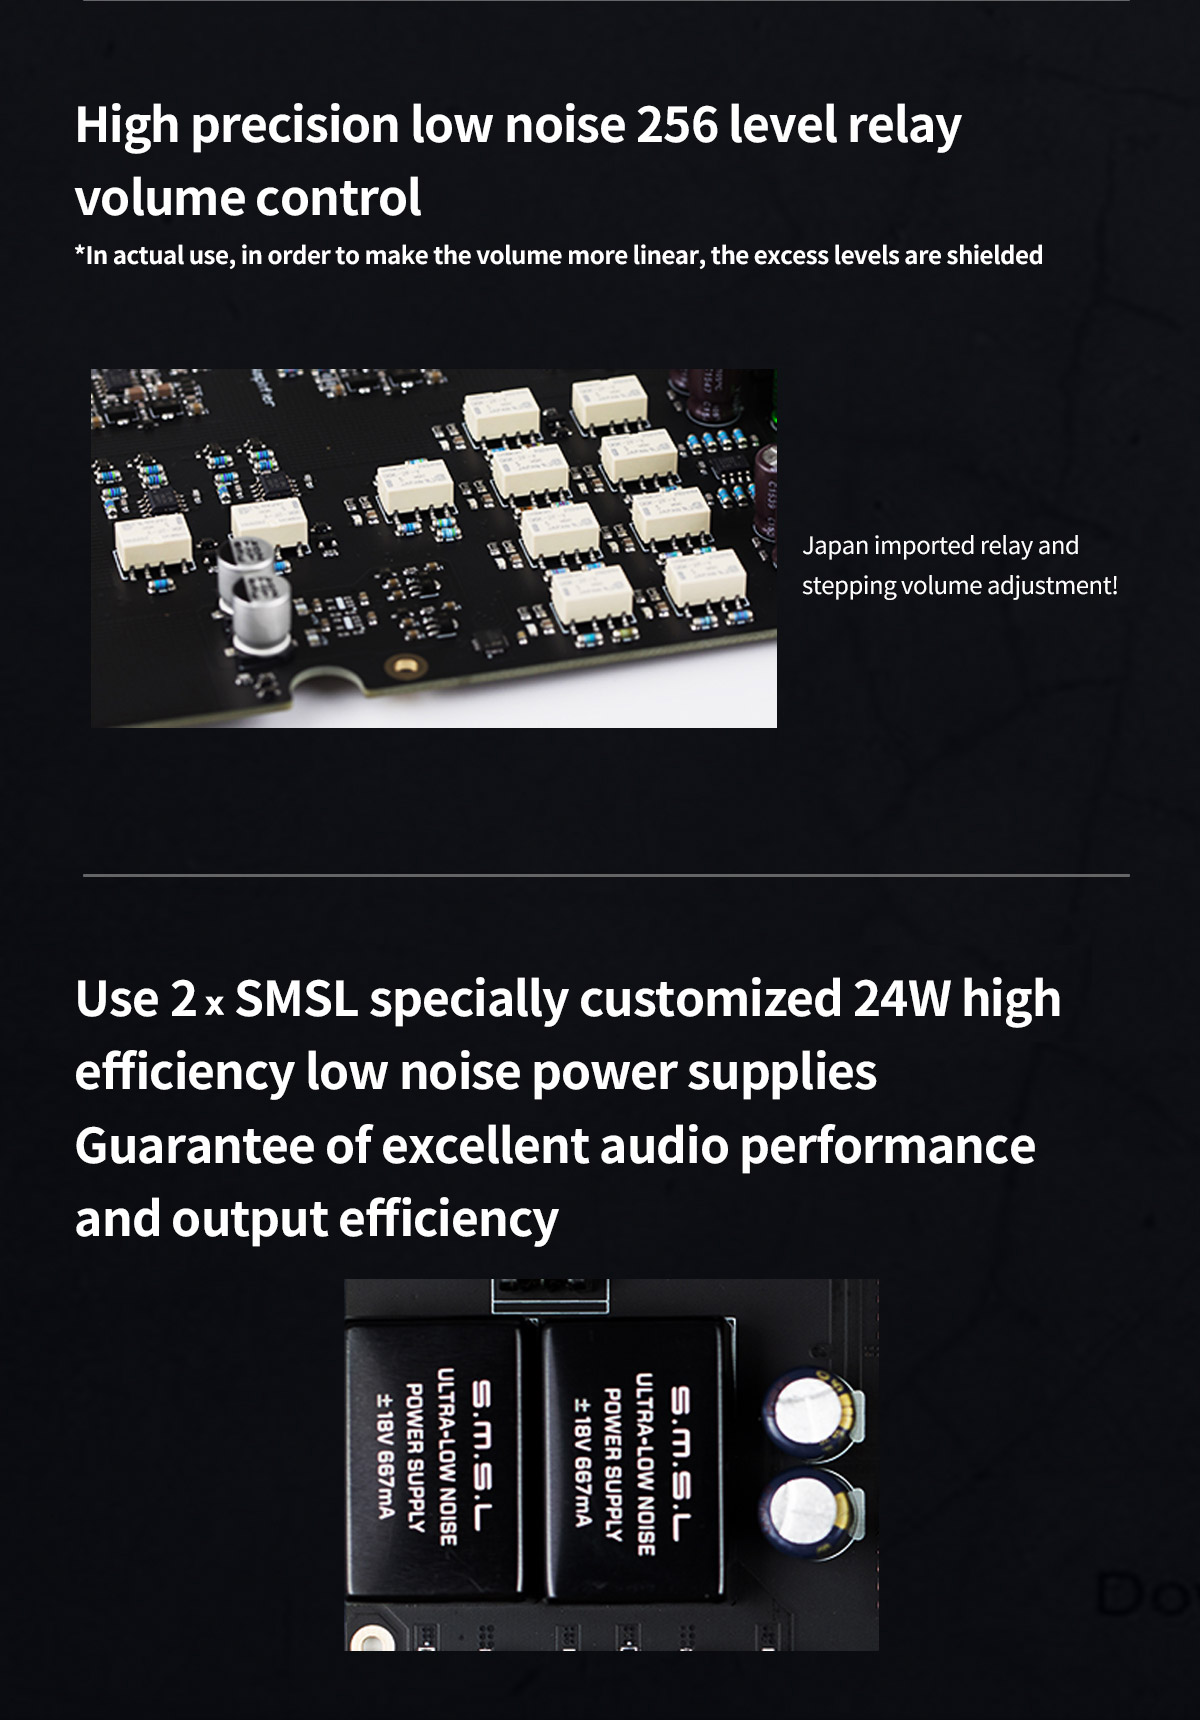 High precision low noise 256 level relay
volume control
*In actual use, in order to make the volume more linear, the excess levels are shielded
Japan imported relay and
stepping volume adjustment!
Use 2 x SMSL specially customized 24W high
efficiency low noise power supplies
Guarantee of excellent audio performance
and output efficiency
S.M.S.L
ULTRA-LOW NOISE
POWER SUPPLY
±18V 667mA
S.M.S.L
ULTRA-LOW NOISE
POWER SUPPLY
±18V 667mA
Do